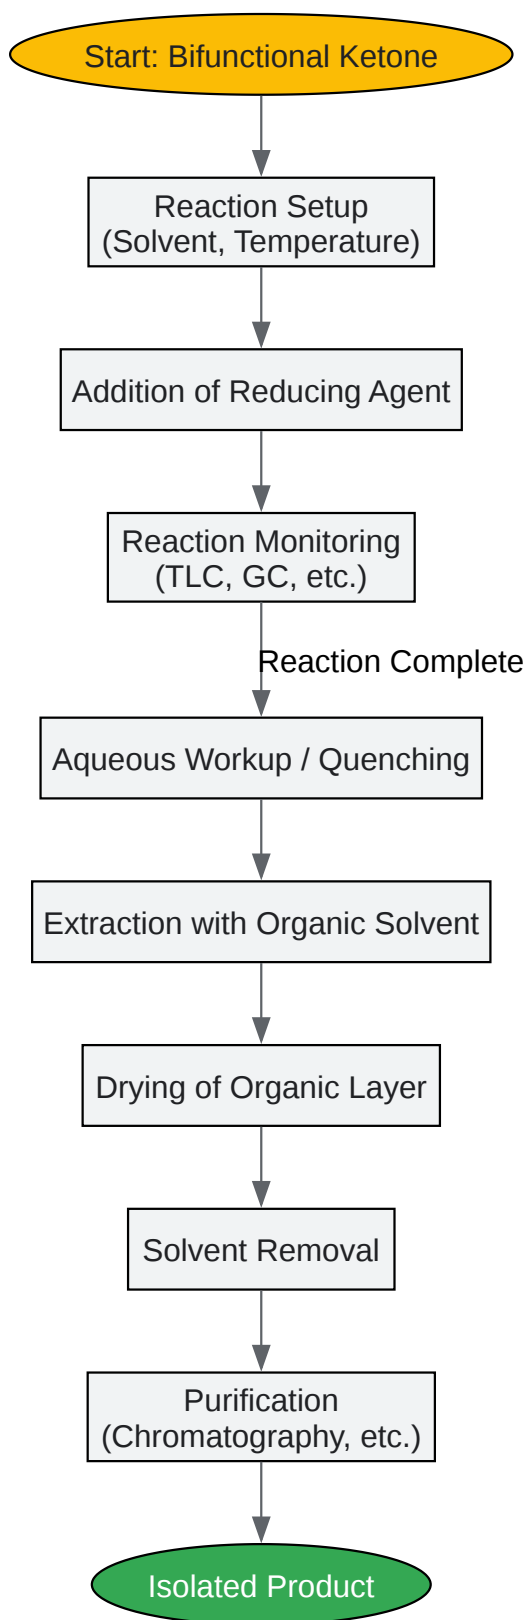 Start: Bifunctional Ketone
Reaction Setup
(Solvent, Temperature)
Addition of Reducing Agent
Reaction Monitoring
(TLC, GC, etc.)
Reaction Complete
Aqueous Workup / Quenching
Extraction with Organic Solvent
Drying of Organic Layer
Solvent Removal
Purification
(Chromatography, etc.)
Isolated Product